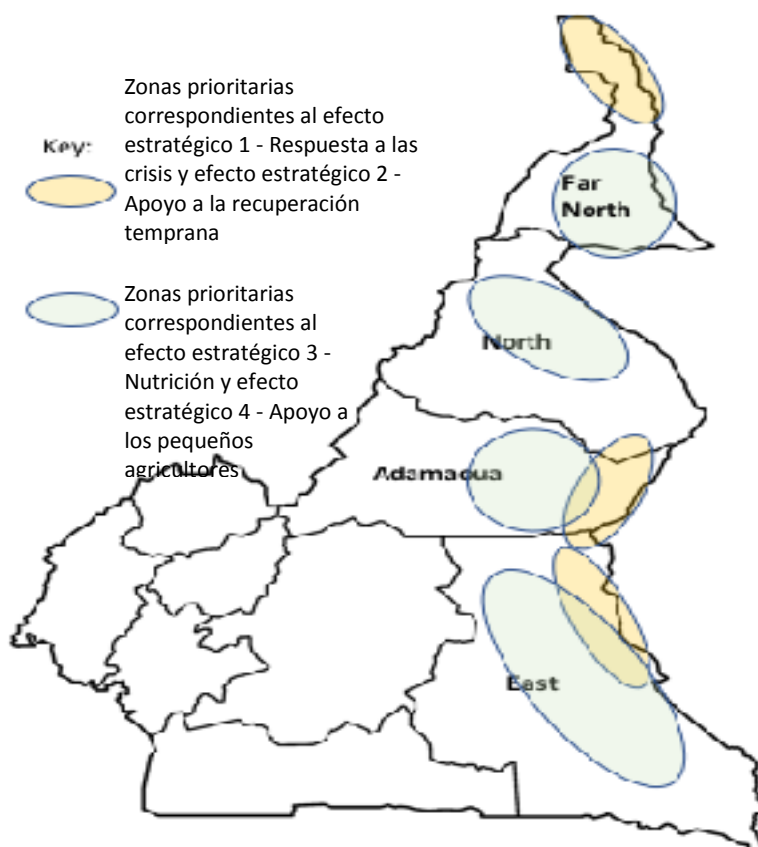 Zonas prioritarias
correspondientes al efecto
estratégico 1 - Respuesta a las
crisis y efecto estratégico 2 -
Apoyo a la recuperación
temprana
Key:
Zonas prioritarias
correspondientes al
efecto estratégico 3 -
Nutrición y efecto
estratégico 4 - Apoyo a
los pequeños
agricultores
Far
North
North
Adamaoua
East